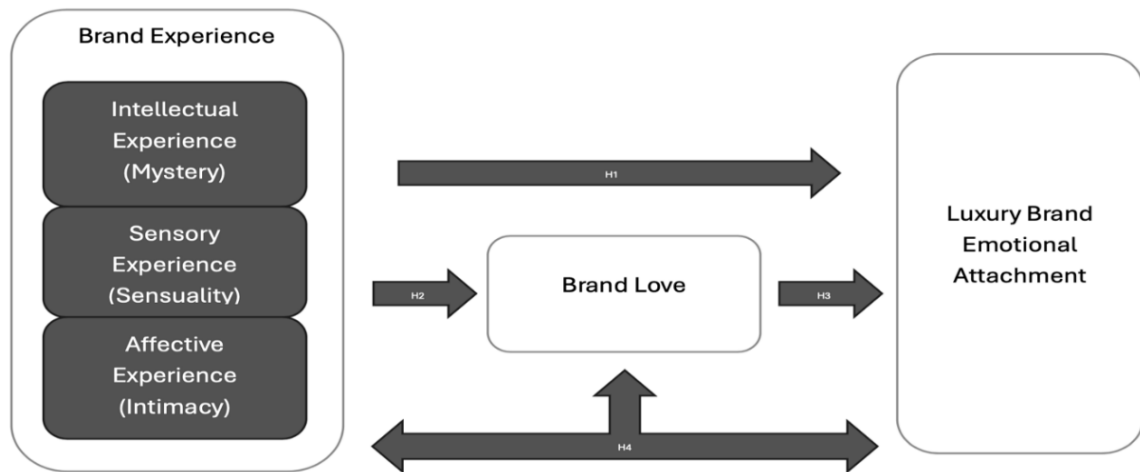 Brand Experience
Intellectual
Experience
(Mystery)
Sensory
Experience
(Sensuality)
Affective
Experience
(Intimacy)
H1
H2
Brand Love
H3
H4
Luxury Brand
Emotional
Attachment